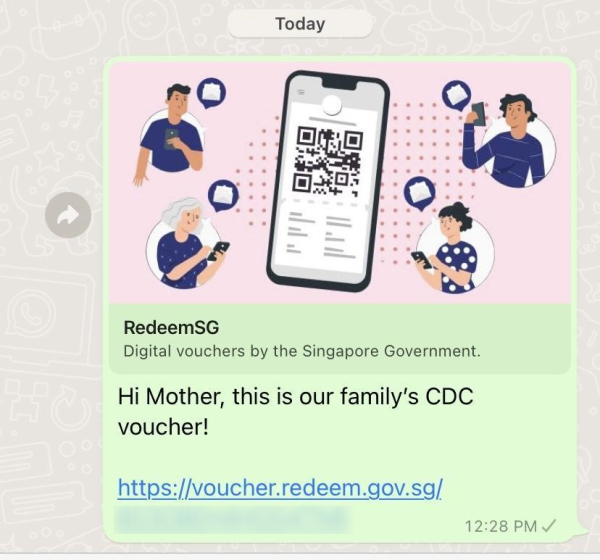 Today
RedeemSG
Digital vouchers by the Singapore Government.
Hi Mother, this is our family’s CDC
voucher!
https://voucher.redeem.gov.sg/
12:28 PM